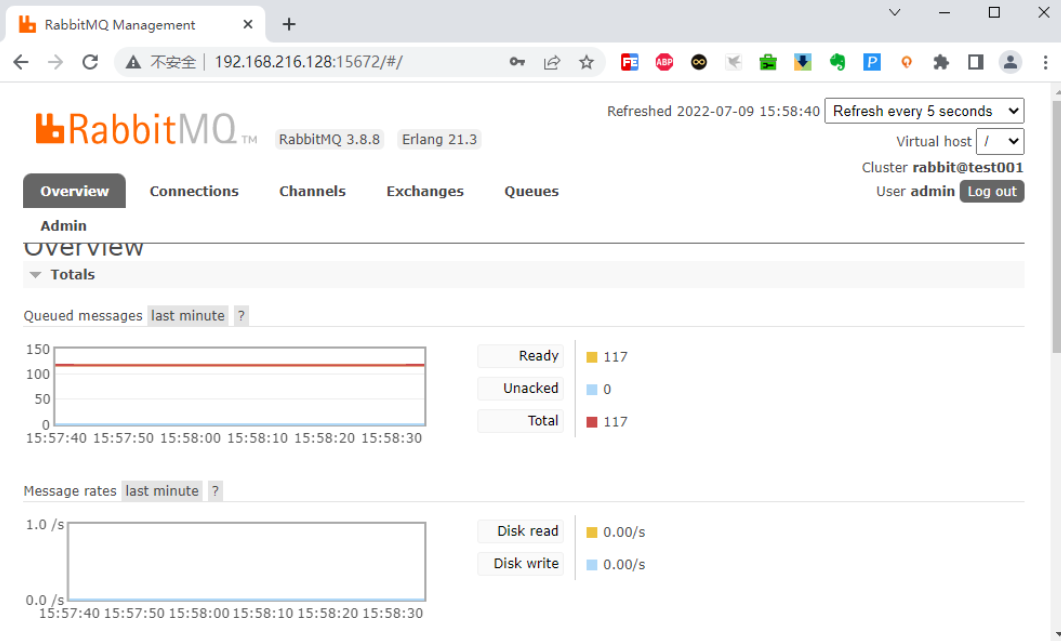 RabbitMQ Management
不安全 192.168.216.128:15672/#/
Refreshed 2022-07-09 15:58:40 Refresh every 5 seconds
RabbitMQ TM RabbitMQ 3.8.8 Erlang 21.3
Virtual host /
Cluster rabbit@test001
User admin Log out
Overview Connections Channels Exchanges Queues
Admin
Overview
Totals
Queued messages last minute ?
150
100
50
0
15:57:40 15:57:50 15:58:00 15:58:10 15:58:20 15:58:30
Ready 117
Unacked 0
Total 117
Message rates last minute ?
1.0 /s
0.0 /s
15:57:40 15:57:50 15:58:00 15:58:10 15:58:20 15:58:30
Disk read 0.00/s
Disk write 0.00/s